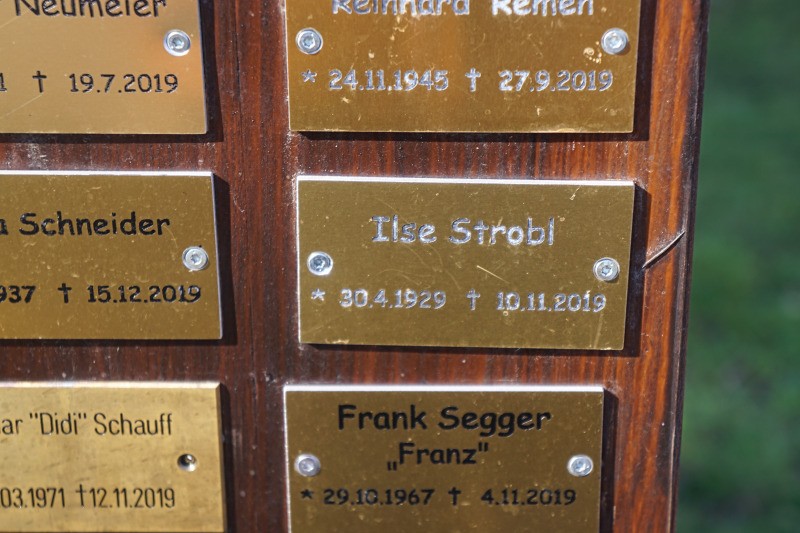 Neumeier
† 19.7.2019
Reinhard Remen
* 24.11.1945 † 27.9.2019
Schneider
† 15.12.2019
Ilse Strobl
* 30.4.1929 † 10.11.2019
"Didi" Schauff
03.1971 † 12.11.2019
Frank Segger
„Franz"
* 29.10.1967 † 4.11.2019